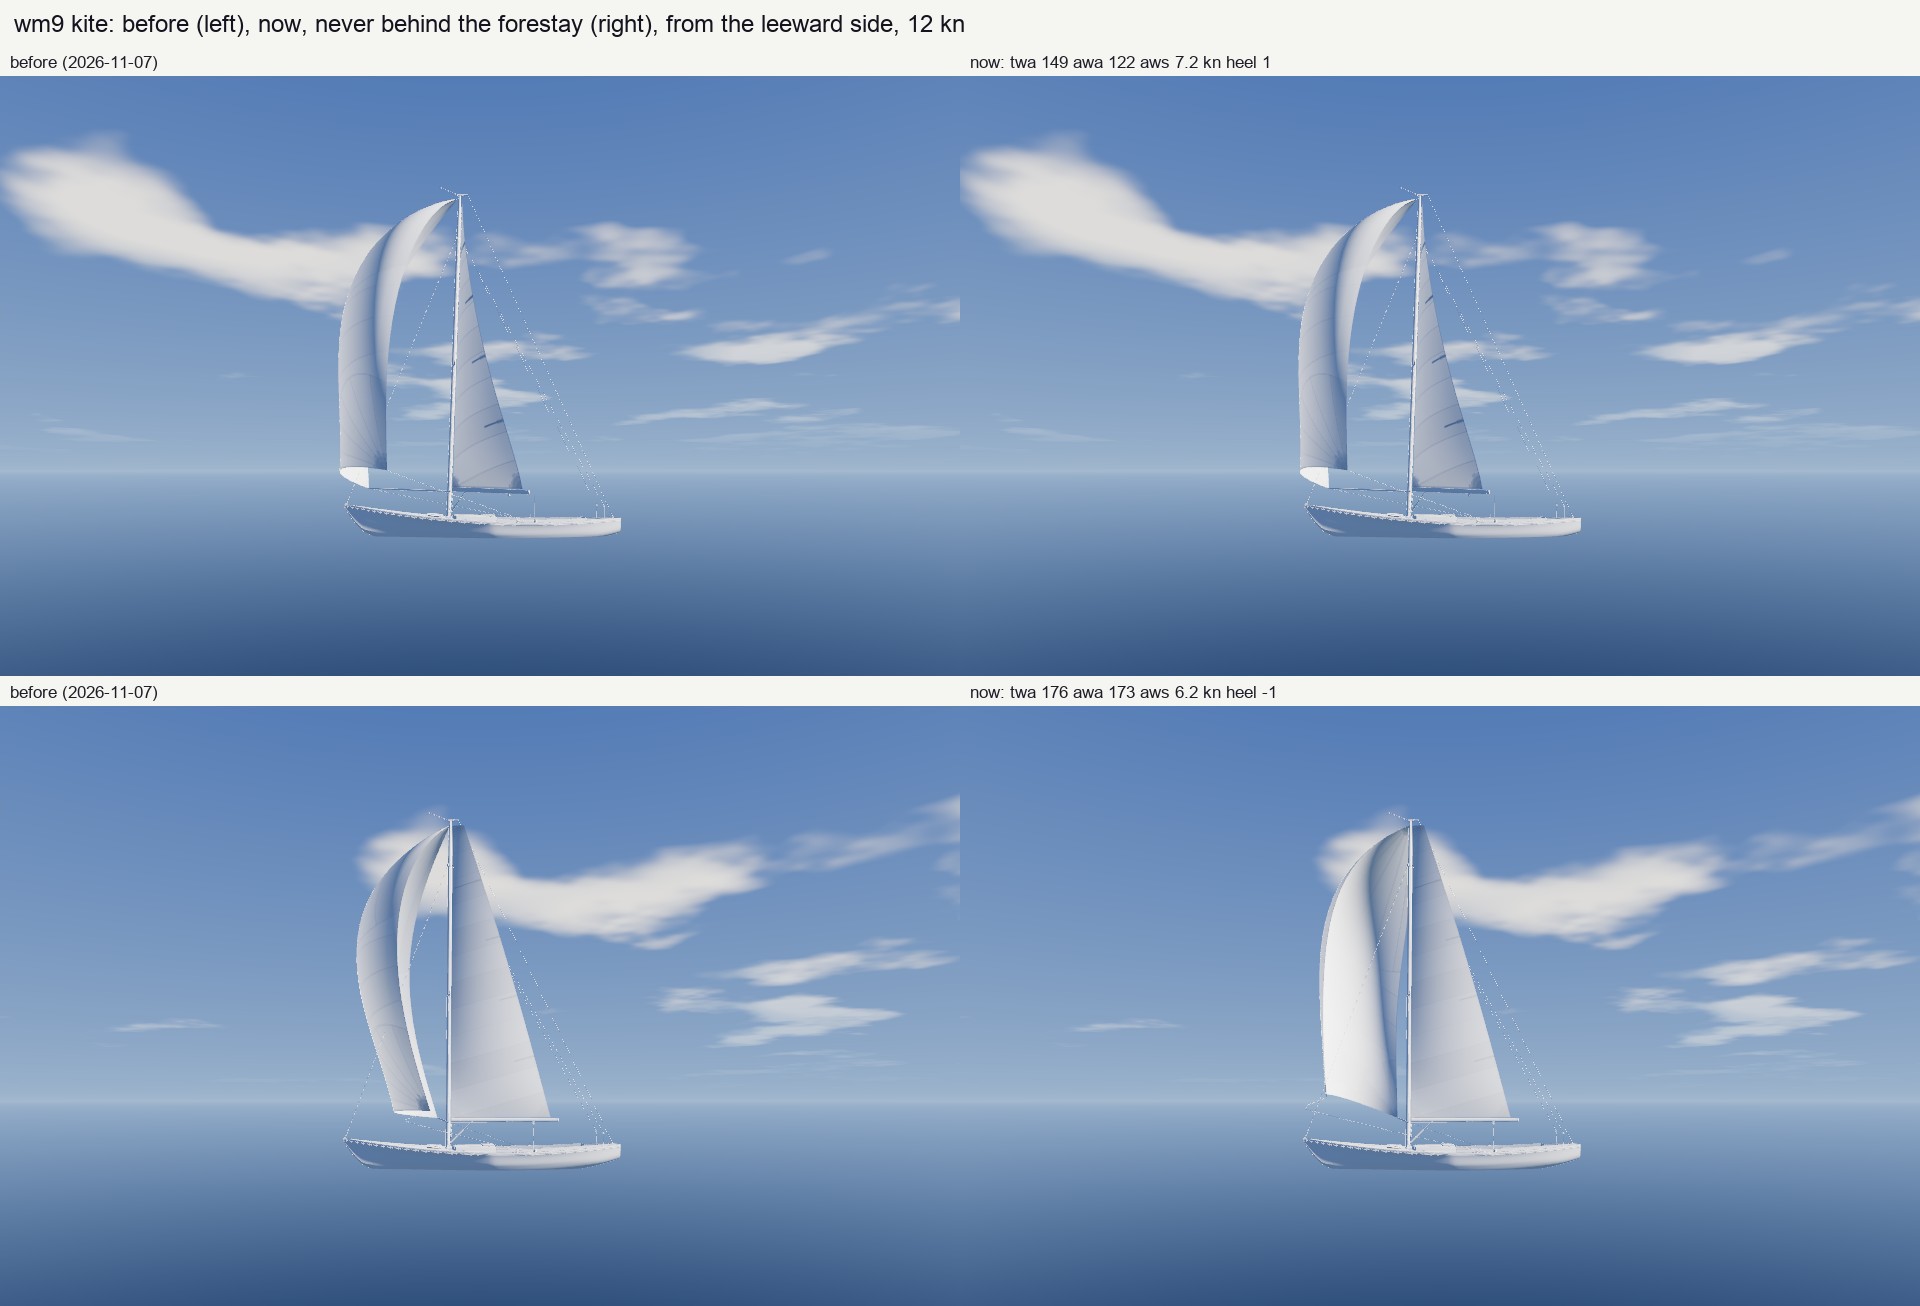 wm9 kite: before (left), now, never behind the forestay (right), from the leeward side, 12 kn
before (2026-11-07)
now: twa 149 awa 122 aws 7.2 kn heel 1
before (2026-11-07)
now: twa 176 awa 173 aws 6.2 kn heel -1